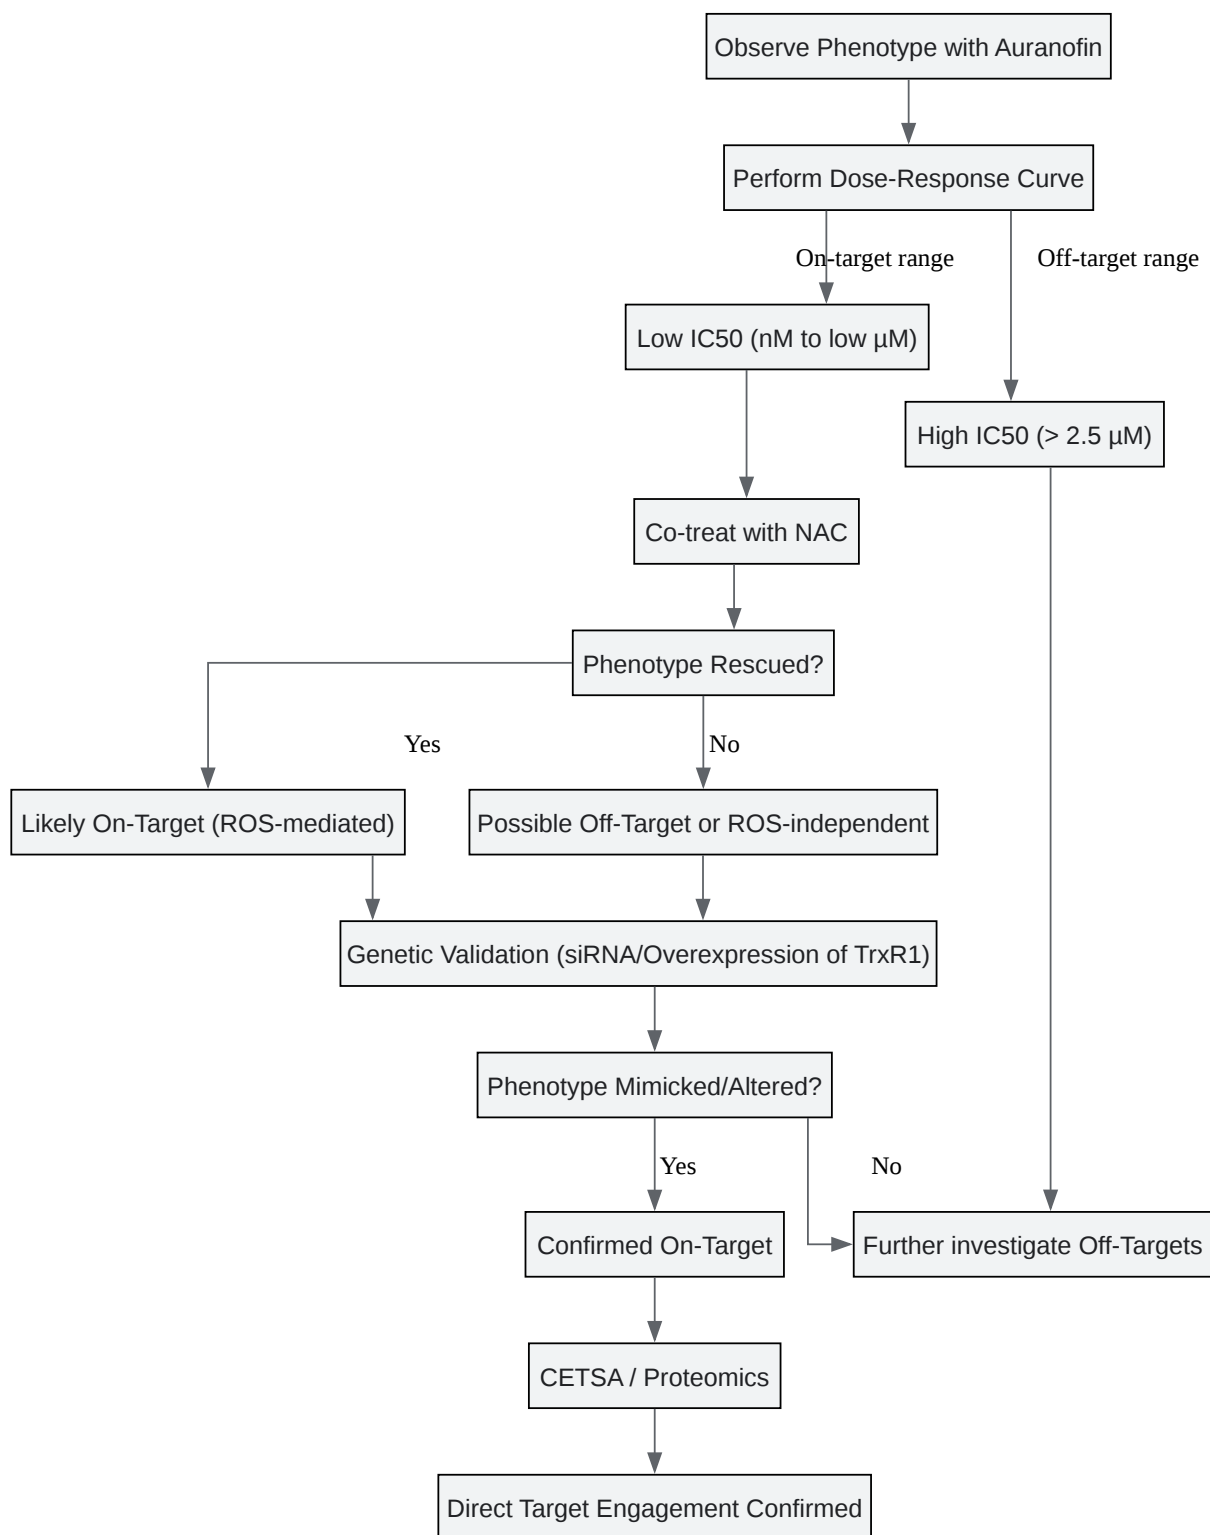 Observe Phenotype with Auranofin
Perform Dose-Response Curve
On-target range
Off-target range
Low IC50 (nM to low µM)
High IC50 (> 2.5 µM)
Co-treat with NAC
Phenotype Rescued?
Yes
No
Likely On-Target (ROS-mediated)
Possible Off-Target or ROS-independent
Genetic Validation (siRNA/Overexpression of TrxR1)
Phenotype Mimicked/Altered?
Yes
No
Confirmed On-Target
Further investigate Off-Targets
CETSA / Proteomics
Direct Target Engagement Confirmed